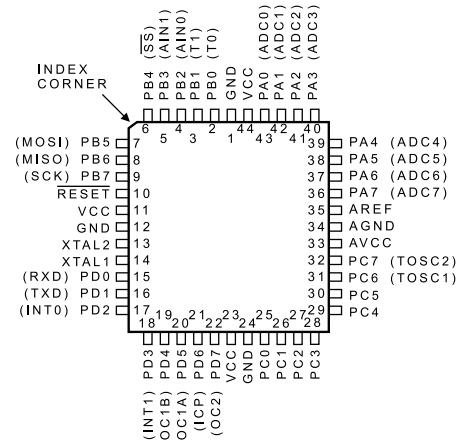 INDEX
CORNER
PB4 (SS)
PB3 (AIN1)
PB2 (AIN0)
PB1 (T1)
PB0 (T0)
GND
VCC
PA0 (ADC0)
PA1 (ADC1)
PA2 (ADC2)
PA3 (ADC3)
6 5 4 3 2 1 44 43 42 41 40
(MOSI) PB5 7
(MISO) PB6 8
(SCK) PB7 9
RESET 10
VCC 11
GND 12
XTAL2 13
XTAL1 14
(RXD) PD0 15
(TXD) PD1 16
(INT0) PD2 17
39 PA4 (ADC4)
38 PA5 (ADC5)
37 PA6 (ADC6)
36 PA7 (ADC7)
35 AREF
34 AGND
33 AVCC
32 PC7 (TOSC2)
31 PC6 (TOSC1)
30 PC5
29 PC4
18 19 20 21 22 23 24 25 26 27 28
(INT1) PD3
OC1B) PD4
OC1A) PD5
(ICP) PD6
(OC2) PD7
VCC
GND
PC0
PC1
PC2
PC3